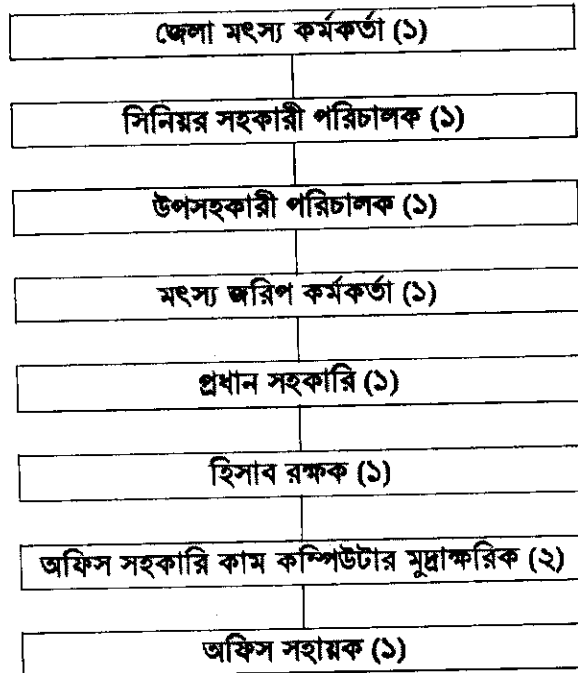 জেলা মৎস্য কর্মকর্তা (১)
সিনিয়র সহকারী পরিচালক (১)
উপসহকারী পরিচালক (১)
মৎস্য জরিপ কর্মকর্তা (১)
প্রধান সহকারি (১)
হিসাব রক্ষক (১)
অফিস সহকারি কাম কম্পিউটার মুদ্রাক্ষরিক (২)
অফিস সহায়ক (১)